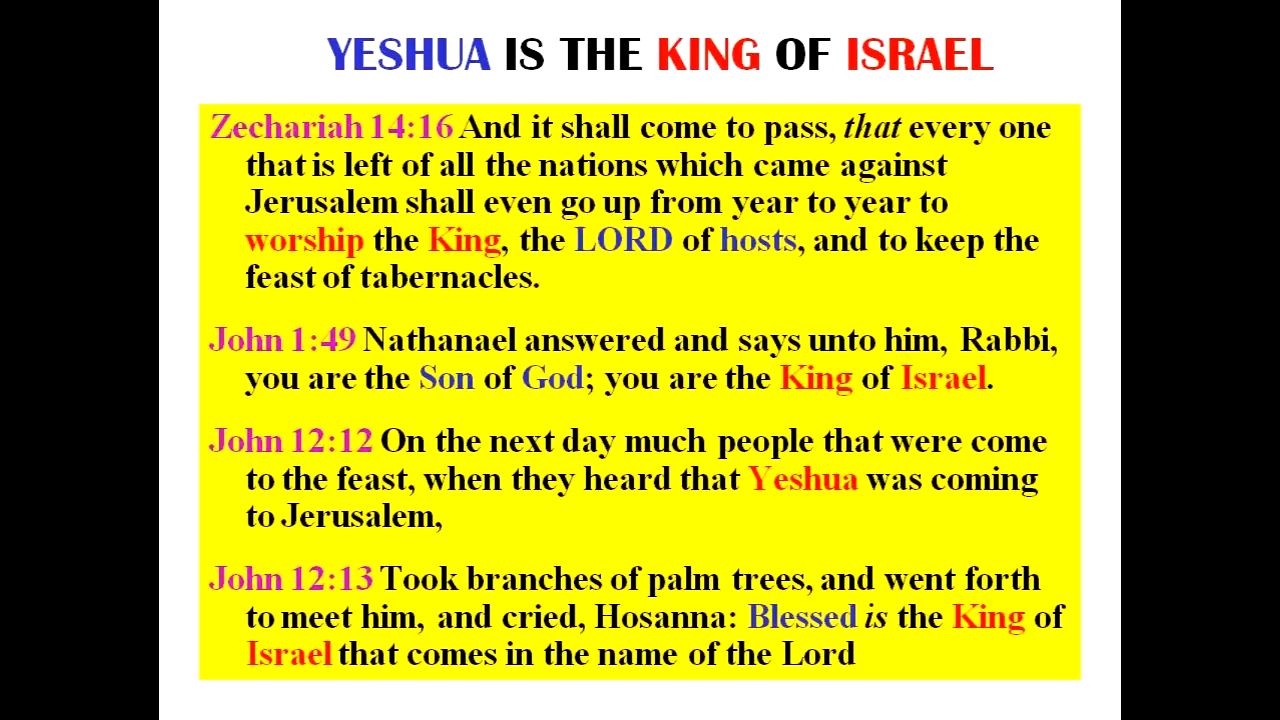 YESHUA IS THE KING OF ISRAEL
Zechariah 14:16 And it shall come to pass, that every one
that is left of all the nations which came against
Jerusalem shall even go up from year to year to
worship the King, the LORD of hosts, and to keep the
feast of tabernacles.
John 1:49 Nathanael answered and says unto him, Rabbi,
you are the Son of God; you are the King of Israel.
John 12:12 On the next day much people that were come
to the feast, when they heard that Yeshua was coming
to Jerusalem,
John 12:13 Took branches of palm trees, and went forth
to meet him, and cried, Hosanna: Blessed is the King of
Israel that comes in the name of the Lord